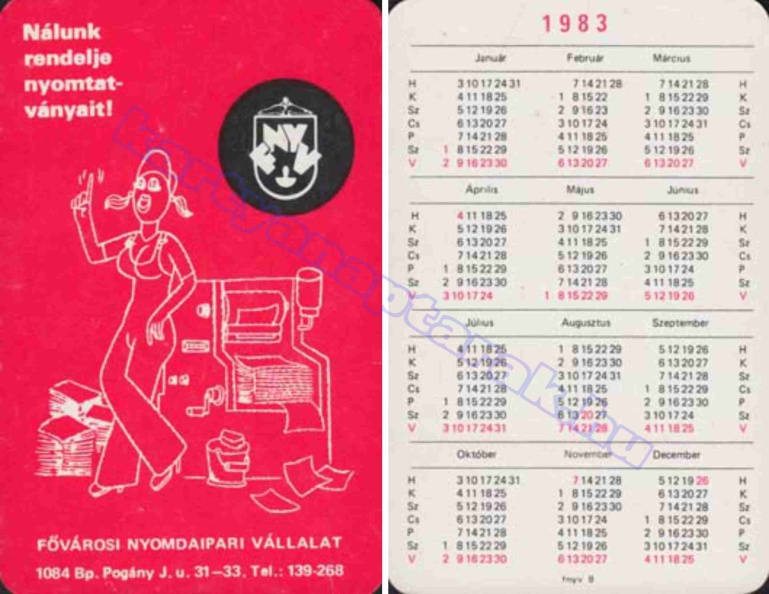 Nálunk
rendelje
nyomtat-
ványait!
FNYV
FŐVÁROSI NYOMDAIPARI VÁLLALAT
1084 Bp. Pogány J. u. 31–33. Tel.: 139-268
kartyanaptarak.hu
1983
Január Február Március
H 3 10 17 24 31 7 14 21 28 7 14 21 28 H
K 4 11 18 25 1 8 15 22 1 8 15 22 29 K
Sz 5 12 19 26 2 9 16 23 2 9 16 23 30 Sz
Cs 6 13 20 27 3 10 17 24 3 10 17 24 31 Cs
P 7 14 21 28 4 11 18 25 4 11 18 25 P
Sz 1 8 15 22 29 5 12 19 26 5 12 19 26 Sz
V 2 9 16 23 30 6 13 20 27 6 13 20 27 V
Április Május Június
H 4 11 18 25 2 9 16 23 30 6 13 20 27 H
K 5 12 19 26 3 10 17 24 31 7 14 21 28 K
Sz 6 13 20 27 4 11 18 25 1 8 15 22 29 Sz
Cs 7 14 21 28 5 12 19 26 2 9 16 23 30 Cs
P 1 8 15 22 29 6 13 20 27 3 10 17 24 P
Sz 2 9 16 23 30 7 14 21 28 4 11 18 25 Sz
V 3 10 17 24 1 8 15 22 29 5 12 19 26 V
Július Augusztus Szeptember
H 4 11 18 25 1 8 15 22 29 5 12 19 26 H
K 5 12 19 26 2 9 16 23 30 6 13 20 27 K
Sz 6 13 20 27 3 10 17 24 31 7 14 21 28 Sz
Cs 7 14 21 28 4 11 18 25 1 8 15 22 29 Cs
P 1 8 15 22 29 5 12 19 26 2 9 16 23 30 P
Sz 2 9 16 23 30 6 13 20 27 3 10 17 24 Sz
V 3 10 17 24 31 7 14 21 28 4 11 18 25 V
Október November December
H 3 10 17 24 31 7 14 21 28 5 12 19 26 H
K 4 11 18 25 1 8 15 22 29 6 13 20 27 K
Sz 5 12 19 26 2 9 16 23 30 7 14 21 28 Sz
Cs 6 13 20 27 3 10 17 24 1 8 15 22 29 Cs
P 7 14 21 28 4 11 18 25 2 9 16 23 30 P
Sz 1 8 15 22 29 5 12 19 26 3 10 17 24 31 Sz
V 2 9 16 23 30 6 13 20 27 4 11 18 25 V
fnyv 8